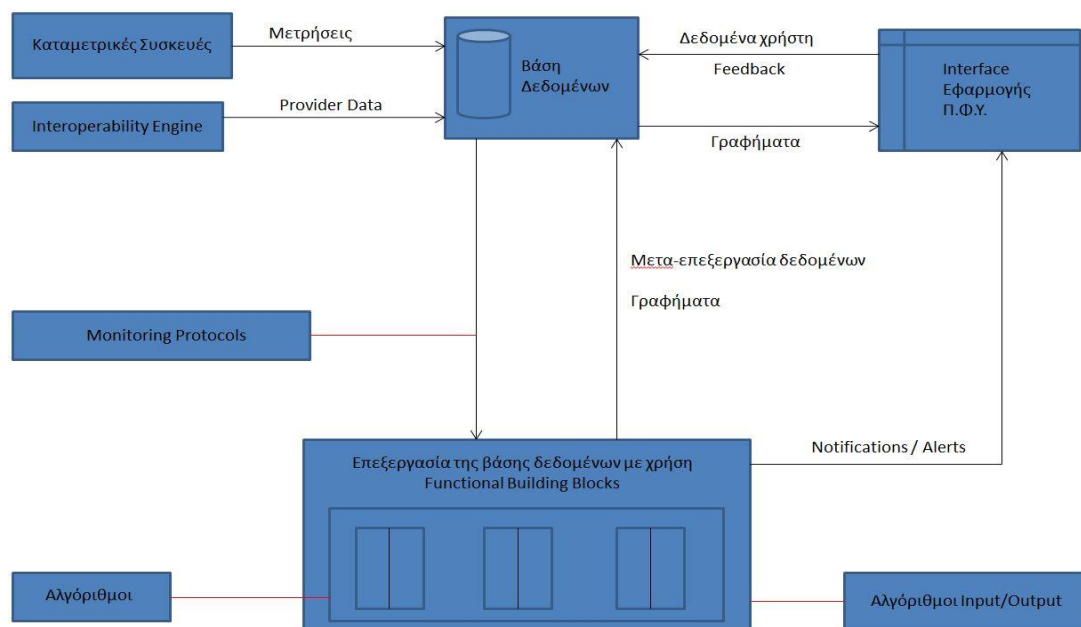 Καταμετρικές Συσκευές
Μετρήσεις
Βάση
Δεδομένων
Δεδομένα χρήστη
Feedback
Interface
Εφαρμογής
Π.Φ.Υ.
Interoperability Engine
Provider Data
Γραφήματα
Μετα-επεξεργασία δεδομένων
Γραφήματα
Monitoring Protocols
Notifications / Alerts
Επεξεργασία της βάσης δεδομένων με χρήση
Functional Building Blocks
Αλγόριθμοι
Αλγόριθμοι Input/Output